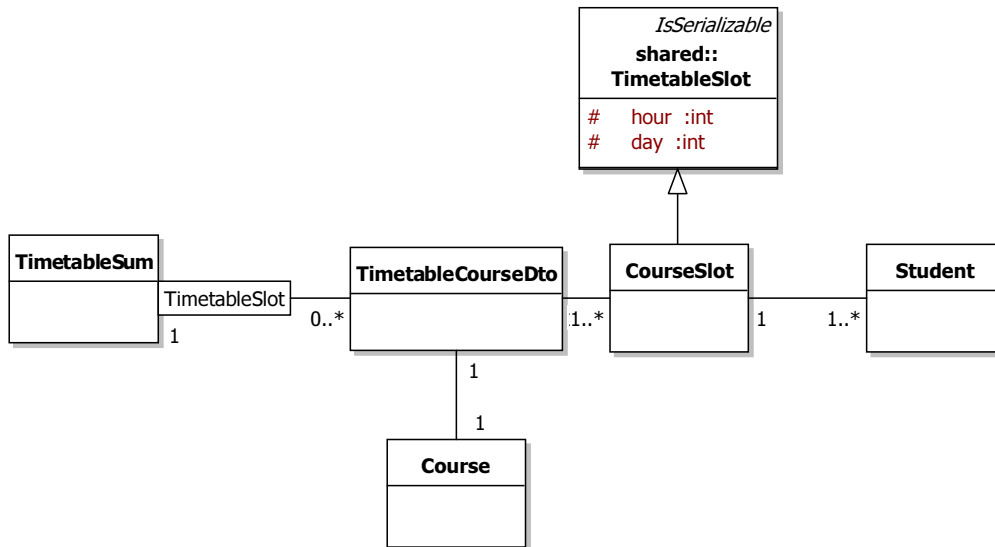 IsSerializable
shared::
TimetableSlot
# hour :int
# day :int
TimetableSum
TimetableSlot
1
0..*
TimetableCourseDto
1..*
CourseSlot
1
1..*
Student
1
1
Course